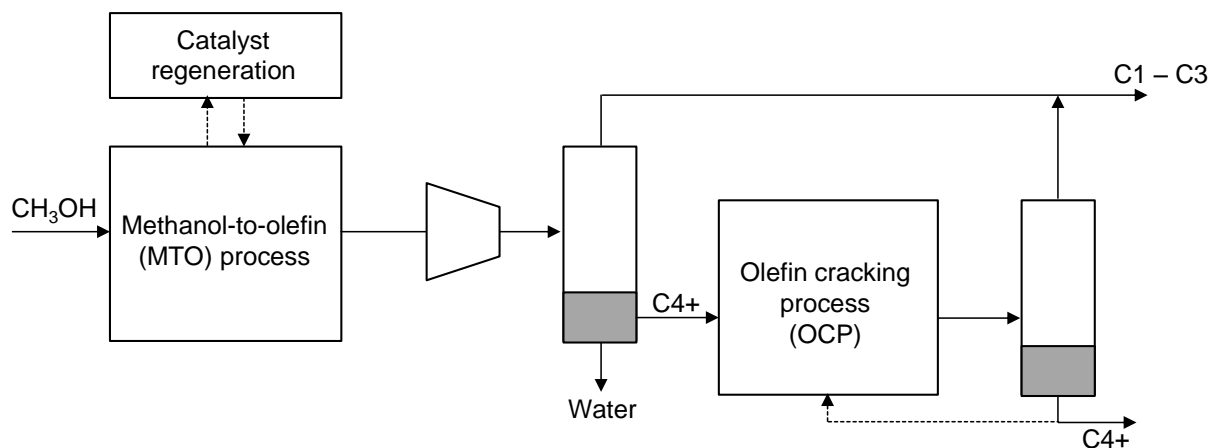 Catalyst
regeneration
C1 – C3
CH₃OH
Methanol-to-olefin
(MTO) process
Olefin cracking
process
(OCP)
C4+
Water
C4+